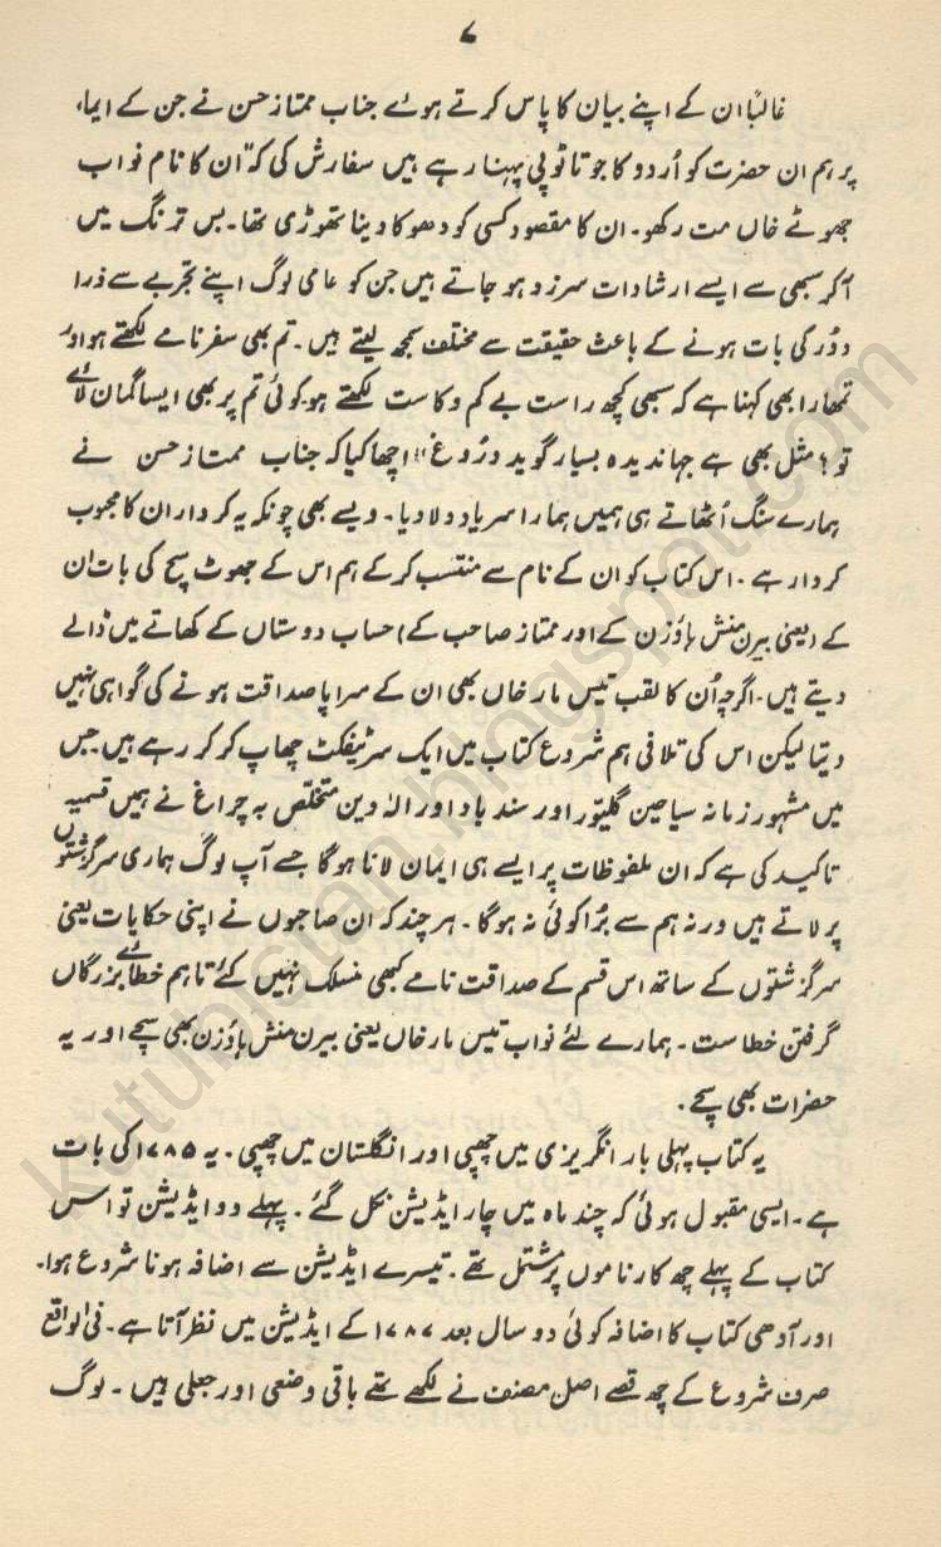 ۷
غالباً ان کے اپنے بیان کا پاس کرتے ہوئے جناب ممتاز حسن نے جن کے ایماء
پر ہم ان حضرت کو اُردو کا جوتا ٹوپی پہنا رہے ہیں سفارش کی کہ ان کا نام نواب
جھوٹے خاں مت رکھو۔ ان کا مقصود کسی کو دھوکا دینا تھوڑی تھا۔ بس ترنگ میں
آکر سبھی سے ایسے ارشادات سرزد ہو جاتے ہیں جن کو عامی لوگ اپنے تجربے سے ذرا
دُور کی بات ہونے کے باعث حقیقت سے مختلف سمجھ لیتے ہیں۔ تم بھی سفرنامے لکھتے ہو اور
تمھارا بھی کہنا ہے کہ سبھی کچھ راست بے کم و کاست لکھتے ہو کوئی تم پر بھی ایسا گمان لائے
تو؟ مثل بھی ہے جہاندیدہ بسیار گوید دُروغ"! اچھا کیا کہ جناب ممتاز حسن نے
ہمارے سنگ اُٹھاتے ہی ہمیں ہمارا سر یاد دلا دیا۔ ویسے بھی چونکہ یہ کردار ان کا محبوب
کردار ہے۔ اس کتاب کو ان کے نام سے منتسب کرکے ہم اس کے جھوٹ سچ کی بات ان
کے (یعنی بیرن منش ہاؤزن کے اور ممتاز صاحب کے) حساب دوستاں کے کھاتے میں ڈالے
دیتے ہیں۔ اگرچہ اُن کا لقب تیس مار خاں بھی ان کے سراپا صداقت ہونے کی گواہی نہیں
دیتا لیکن اس کی تلافی ہم شروع کتاب میں ایک سرٹیفکٹ چھاپ کر کر رہے ہیں جس
میں مشہور زمانہ سیاحین گلیور اور سندباد اور الہٰ دین متخلص بہ چراغ نے ہمیں قسمیہ
تاکید کی ہے کہ ان ملفوظات پر ایسے ہی ایمان لانا ہوگا جسے آپ لوگ ہماری سرگزشتوں
پر لاتے ہیں ورنہ ہم سے بُرا کوئی نہ ہوگا۔ ہرچند کہ ان صاحبوں نے اپنی حکایات یعنی
سرگزشتوں کے ساتھ اس قسم کے صداقت نامے کبھی منسلک نہیں کئے تاہم خطائے بزرگاں
گرفتن خطاست۔ ہمارے لئے نواب تیس مار خاں یعنی بیرن منش ہاؤزن بھی سچے اور یہ
حضرات بھی سچے۔
یہ کتاب پہلی بار انگریزی میں چھپی اور انگلستان میں چھپی۔ یہ ۱۷۸۵ کی بات
ہے۔ ایسی مقبول ہوئی کہ چند ماہ میں چار ایڈیشن نکل گئے۔ پہلے دو ایڈیشن تو اس
کتاب کے پہلے چھ کارناموں پر مشتمل تھے۔ تیسرے ایڈیشن سے اضافہ ہونا شروع ہوا۔
اور آدھی کتاب کا اضافہ کوئی دو سال بعد ۱۷۸۷ کے ایڈیشن میں نظر آتا ہے۔ فی الواقع
صرف شروع کے چھ قصے اصل مصنف نے لکھے تھے باقی وضعی اور جعلی ہیں۔ لوگ
kutubistan.blogspot.com